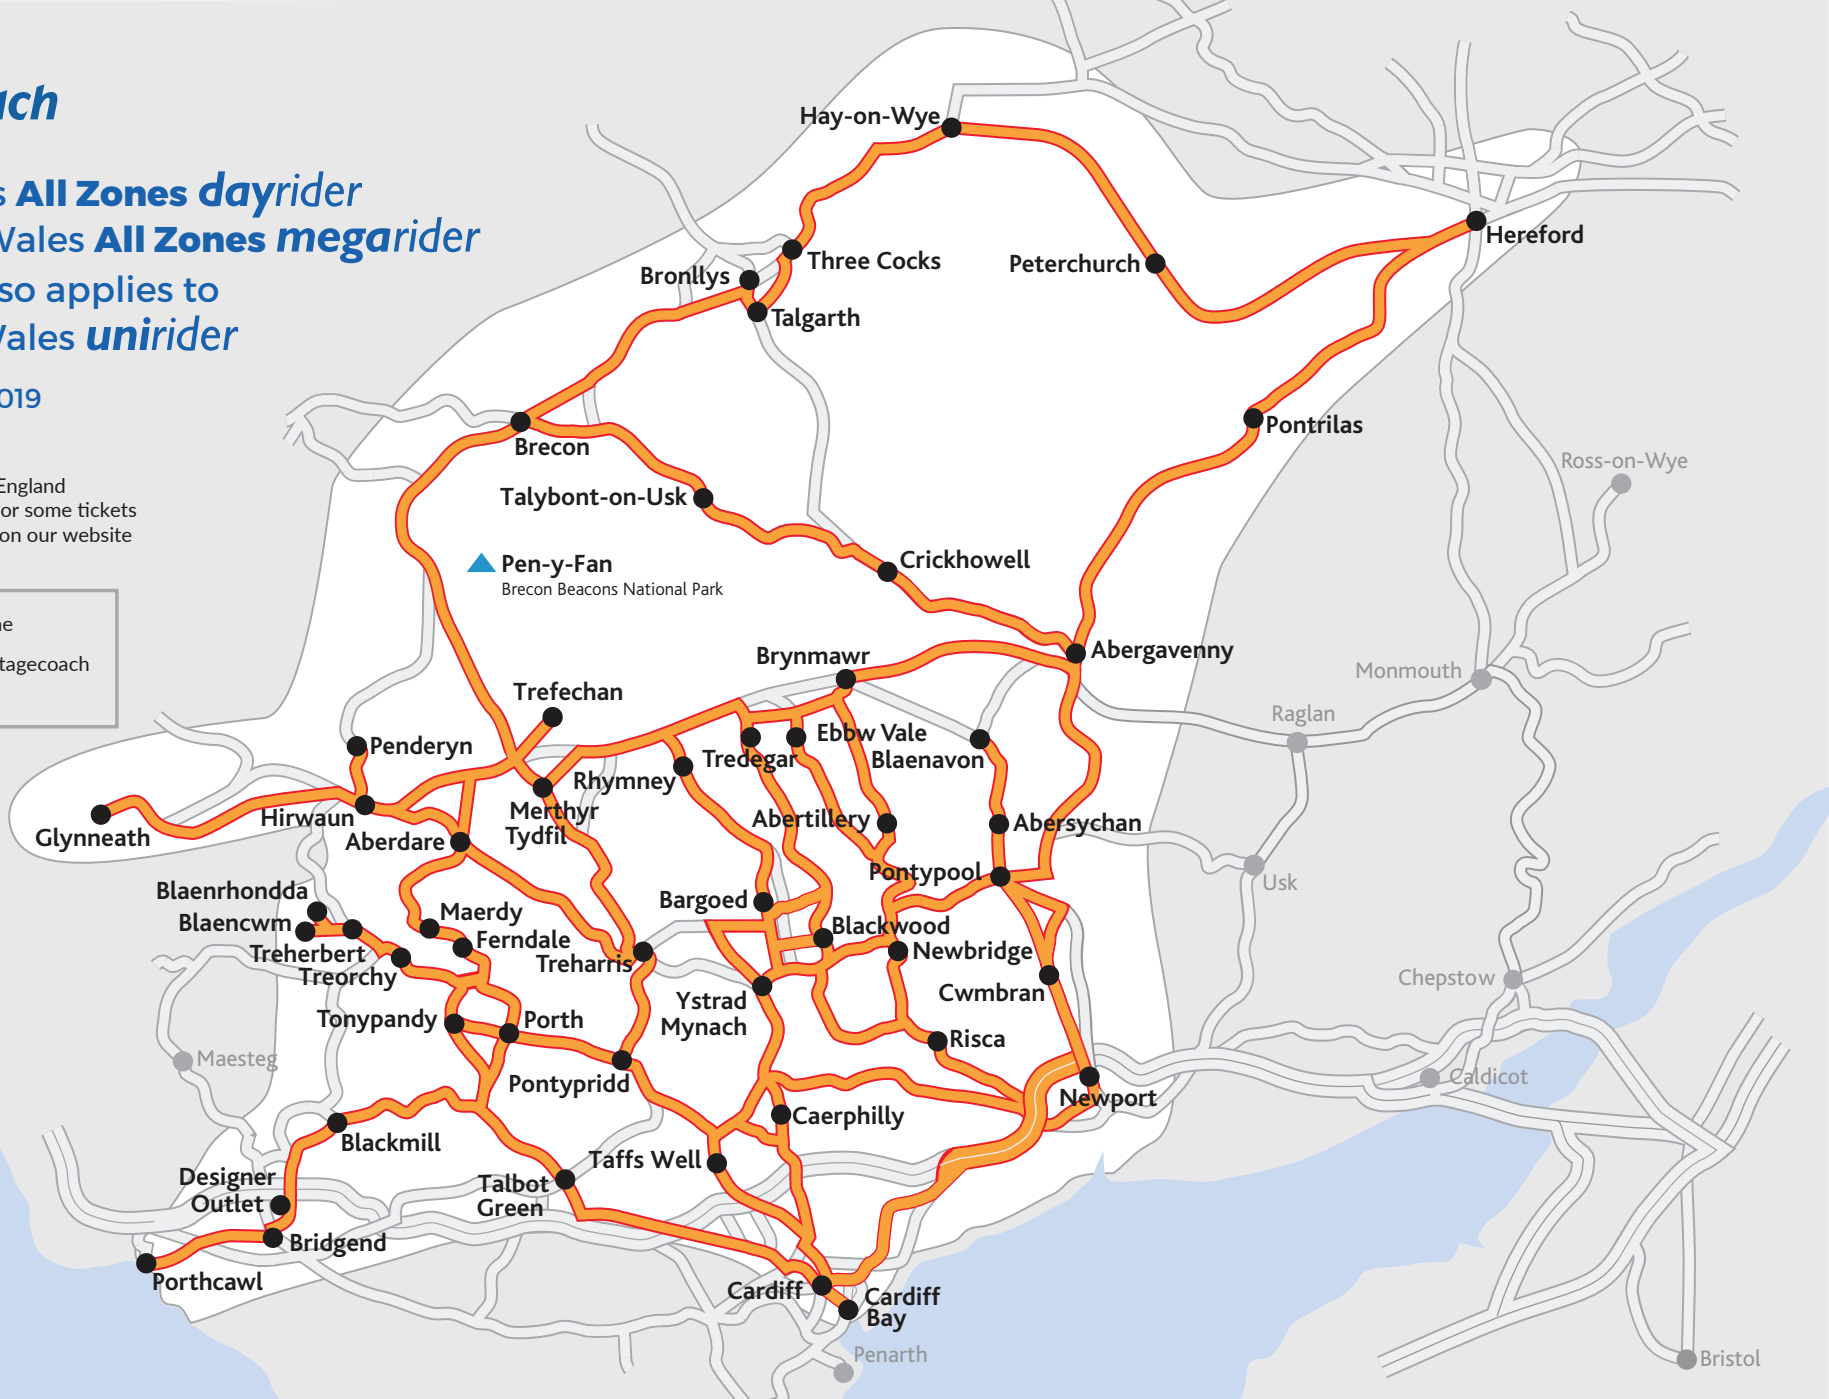 ach
s All Zones dayrider
Wales All Zones megarider
so applies to
Wales unirider
019
England
or some tickets
on our website
ne
tagecoach
Hay-on-Wye
Hereford
Three Cocks
Peterchurch
Bronllys
Talgarth
Pontrilas
Brecon
Ross-on-Wye
Talybont-on-Usk
Crickhowell
Pen-y-Fan
Brecon Beacons National Park
Abergavenny
Brynmawr
Monmouth
Trefechan
Raglan
Penderyn
Ebbw Vale
Tredegar
Blaenavon
Rhymney
Hirwaun
Merthyr
Tydfil
Abertillery
Abersychan
Glynneath
Aberdare
Pontypool
Usk
Blaenrhondda
Bargoed
Maerdy
Blaencwm
Blackwood
Ferndale
Treherbert
Newbridge
Treharris
Treorchy
Chepstow
Cwmbran
Ystrad
Mynach
Tonypandy
Porth
Risca
Maesteg
Caldicot
Pontypridd
Newport
Caerphilly
Blackmill
Taffs Well
Designer
Outlet
Talbot
Green
Bridgend
Porthcawl
Cardiff
Cardiff
Bay
Penarth
Bristol